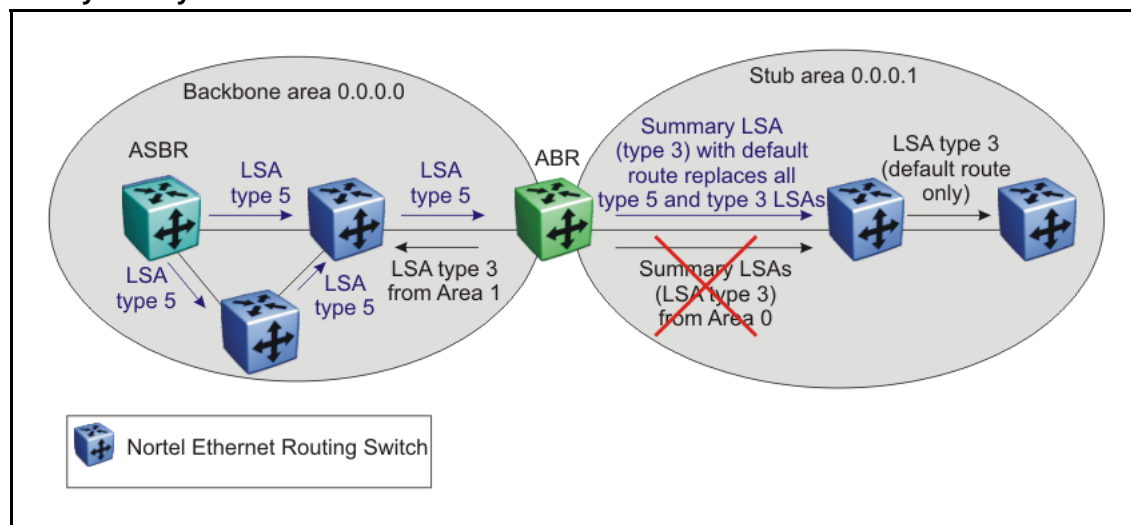 Backbone area 0.0.0.0
ASBR
LSA
type 5
LSA
type 5
LSA
type 5
LSA
type 5
LSA type 3
from Area 1
ABR
Stub area 0.0.0.1
Summary LSA
(type 3) with default
route replaces all
type 5 and type 3 LSAs
LSA type 3
(default route
only)
Summary LSAs
(LSA type 3)
from Area 0
Nortel Ethernet Routing Switch